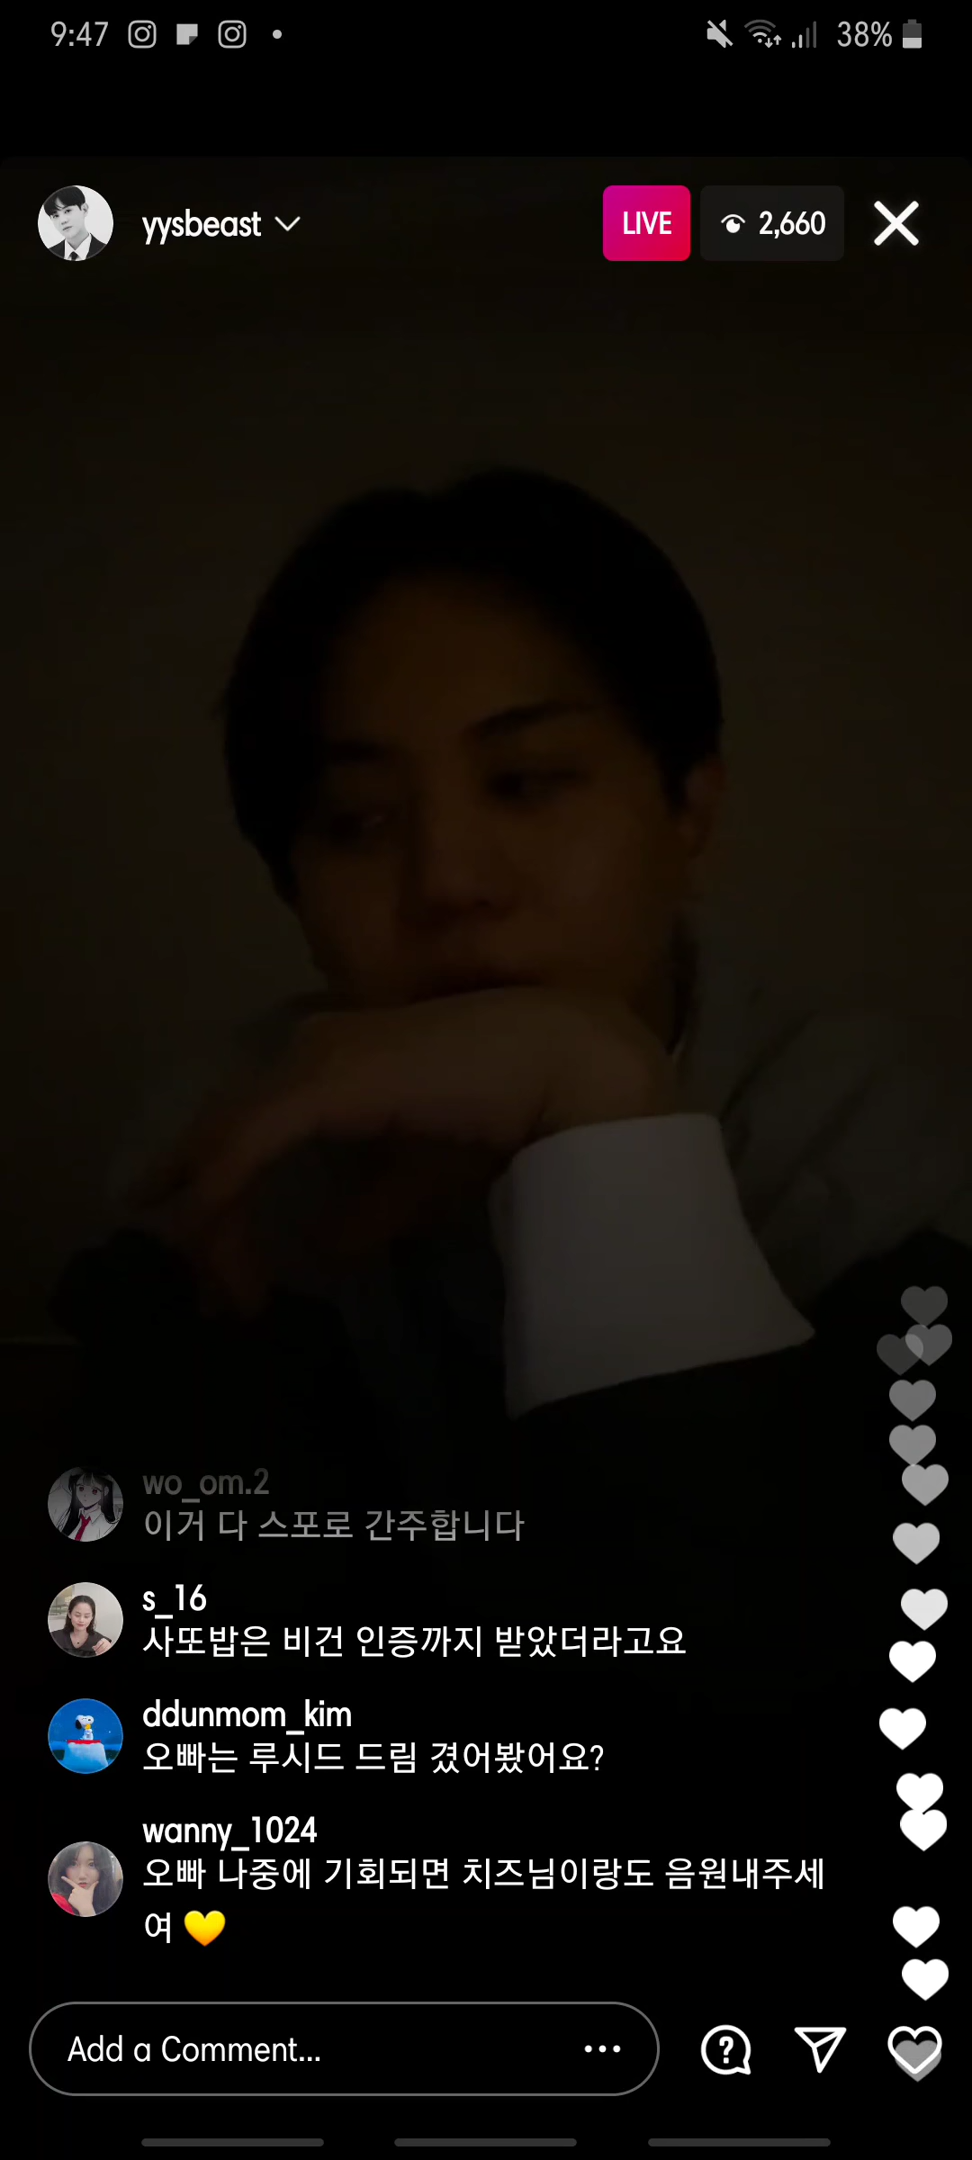 9:47
38%
yysbeast
LIVE
2,660
wo_om.2
이거 다 스포로 간주합니다
s_16
사또밥은 비건 인증까지 받았더라고요
ddunmom_kim
오빠는 루시드 드림 겼어봤어요?
wanny_1024
오빠 나중에 기회되면 치즈님이랑도 음원내주세
여 💛
Add a Comment...